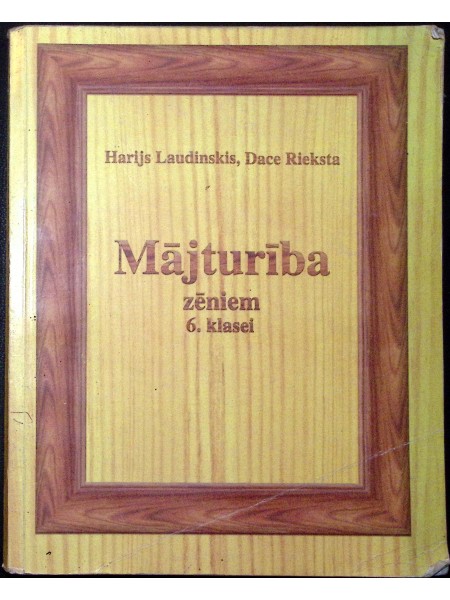 Harijs Laudinskis, Dace Rieksta
Mājturība
zēniem
6. klasei